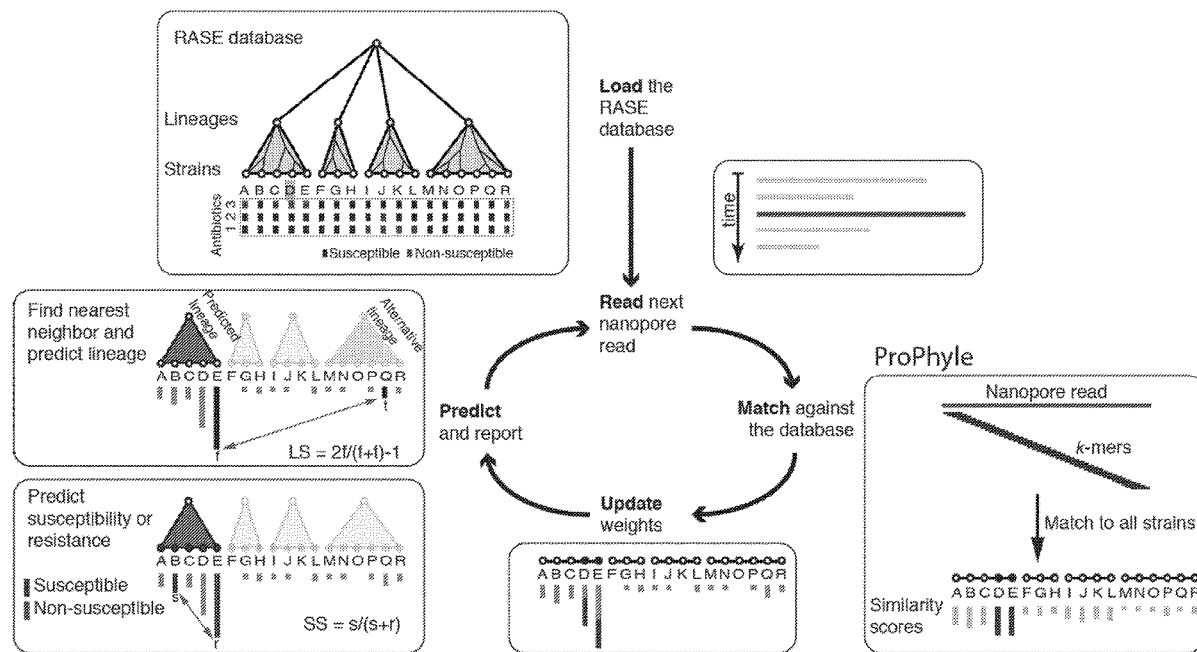 RASE database
Lineages
Strains
A B C D E F G H I J K L M N O P Q R
Antibiotics
1 2 3
Susceptible Non-susceptible
Load the
RASE
database
time
Read next
nanopore
read
Match against
the database
Update
weights
Predict
and report
Find nearest
neighbor and
predict lineage
Predicted
lineage
Alternative
lineage
A B C D E F G H I J K L M N O P Q R
f
f
LS = 2f/(f+f)-1
Predict
susceptibility or
resistance
A B C D E F G H I J K L M N O P Q R
Susceptible
Non-susceptible
s
r
SS = s/(s+r)
A B C D E F G H I J K L M N O P Q R
ProPhyle
Nanopore read
k-mers
Match to all strains
A B C D E F G H I J K L M N O P Q R
Similarity
scores